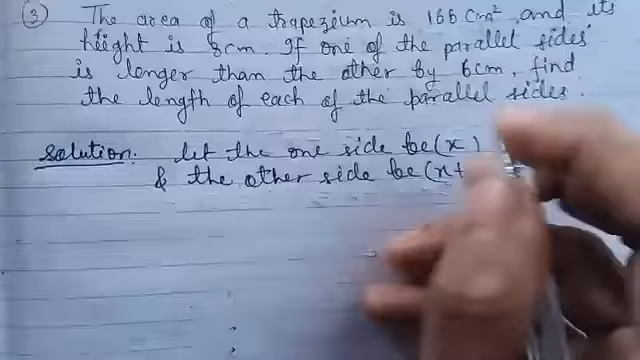 ③ The area of a trapezium is 168 cm² and its
height is 8cm. If one of the parallel sides
is longer than the other by 6cm, find
the length of each of the parallel sides.
Solution: let the one side be (x)
& the other side be (x+